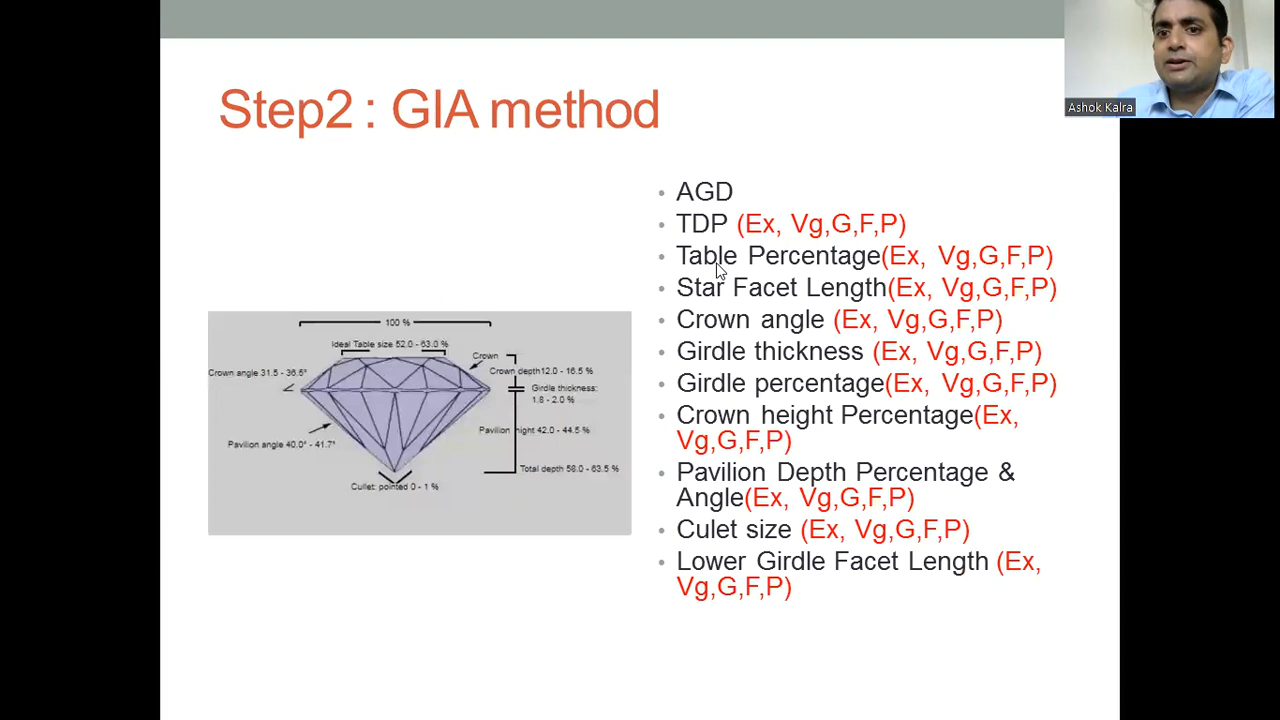 Ashok Kalra
Step2 : GIA method
AGD
TDP (Ex, Vg,G,F,P)
Table Percentage(Ex, Vg,G,F,P)
Star Facet Length(Ex, Vg,G,F,P)
Crown angle (Ex, Vg,G,F,P)
Girdle thickness (Ex, Vg,G,F,P)
Girdle percentage(Ex, Vg,G,F,P)
Crown height Percentage(Ex,
Vg,G,F,P)
Pavilion Depth Percentage &
Angle(Ex, Vg,G,F,P)
Culet size (Ex, Vg,G,F,P)
Lower Girdle Facet Length (Ex,
Vg,G,F,P)
100 %
Ideal Table size 52.0 - 63.0 %
Crown
Crown angle 31.5 - 36.5°
Crown depth12.0 - 16.5 %
Girdle thickness:
1.8 - 2.0 %
Pavilion hight 42.0 - 44.5 %
Pavilion angle 40.0° - 41.7°
Total depth 58.0 - 63.5 %
Cullet: pointed 0 - 1 %